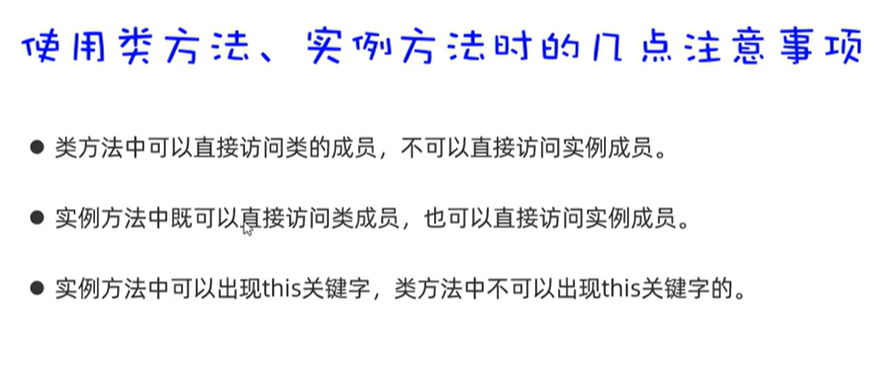 使用类方法、实例方法时的几点注意事项
● 类方法中可以直接访问类的成员，不可以直接访问实例成员。
● 实例方法中既可以直接访问类成员，也可以直接访问实例成员。
● 实例方法中可以出现this关键字，类方法中不可以出现this关键字的。